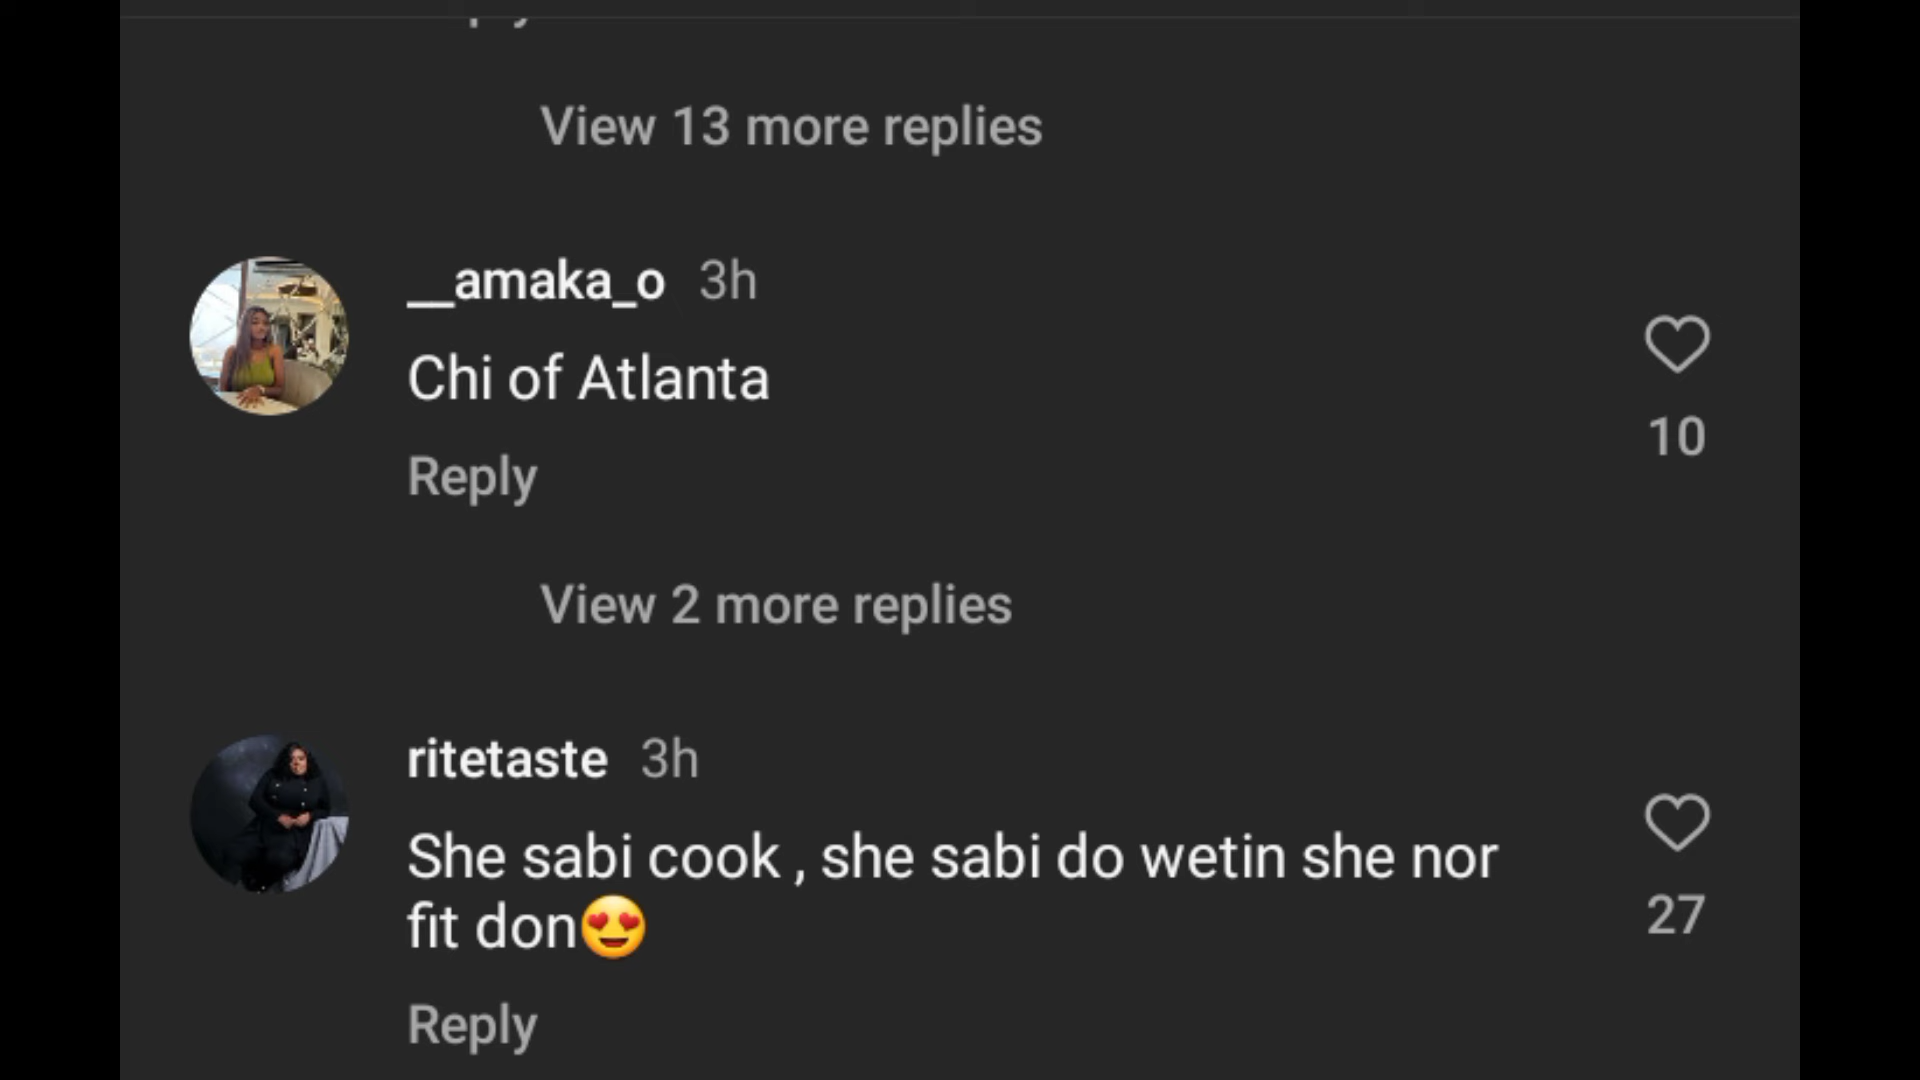 View 13 more replies
__amaka_o 3h
Chi of Atlanta
10
Reply
View 2 more replies
ritetaste 3h
She sabi cook , she sabi do wetin she nor
fit don😍
27
Reply